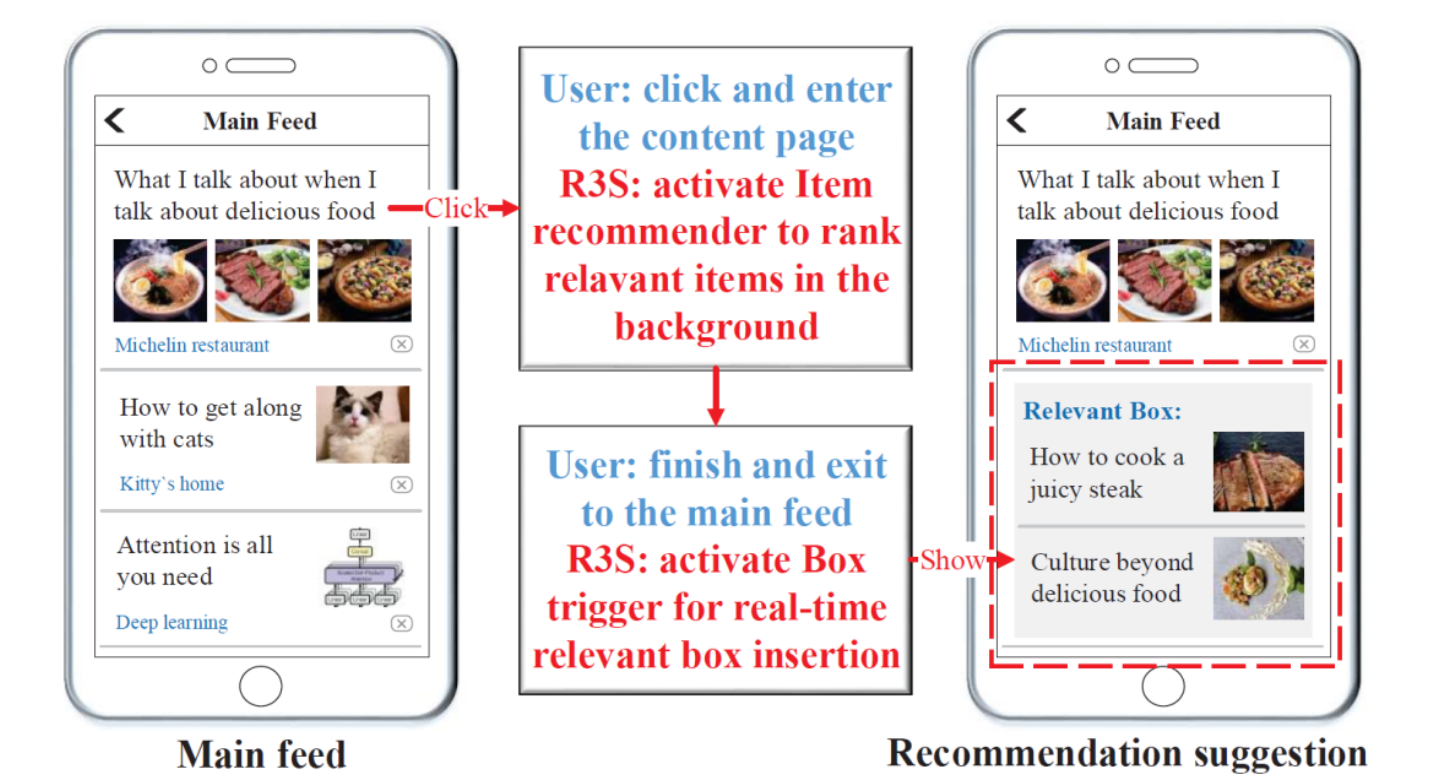 Main Feed
What I talk about when I
talk about delicious food
Michelin restaurant
How to get along
with cats
Kitty`s home
Attention is all
you need
Deep learning
Main feed
Click
User: click and enter
the content page
R3S: activate Item
recommender to rank
relavant items in the
background
User: finish and exit
to the main feed
R3S: activate Box
trigger for real-time
relevant box insertion
Show
Main Feed
What I talk about when I
talk about delicious food
Michelin restaurant
Relevant Box:
How to cook a
juicy steak
Culture beyond
delicious food
Recommendation suggestion